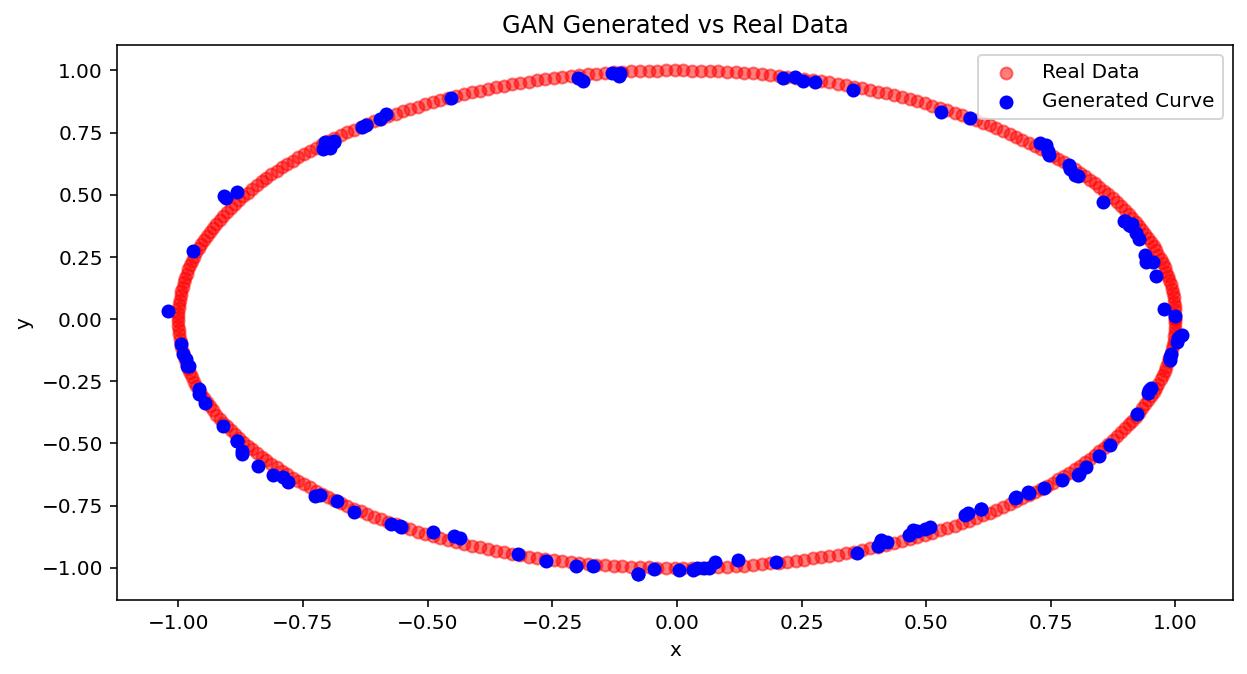 GAN Generated vs Real Data
Real Data
Generated Curve
1.00
0.75
0.50
0.25
0.00
−0.25
−0.50
−0.75
−1.00
y
−1.00 −0.75 −0.50 −0.25 0.00 0.25 0.50 0.75 1.00
x